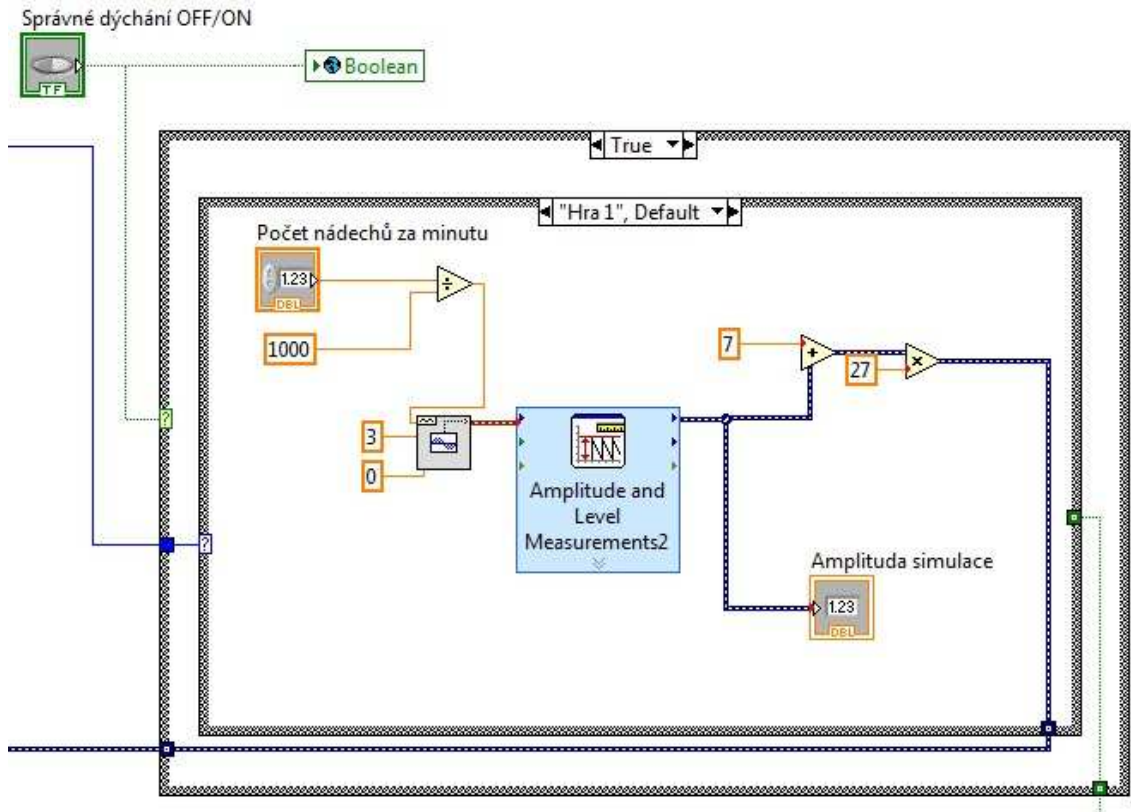 Správné dýchání OFF/ON
TF
Boolean
True
"Hra 1", Default
Počet nádechů za minutu
1.23
DBL
÷
1000
7
+
27
×
3
0
?
?
Amplitude and
Level
Measurements2
Amplituda simulace
1.23
DBL